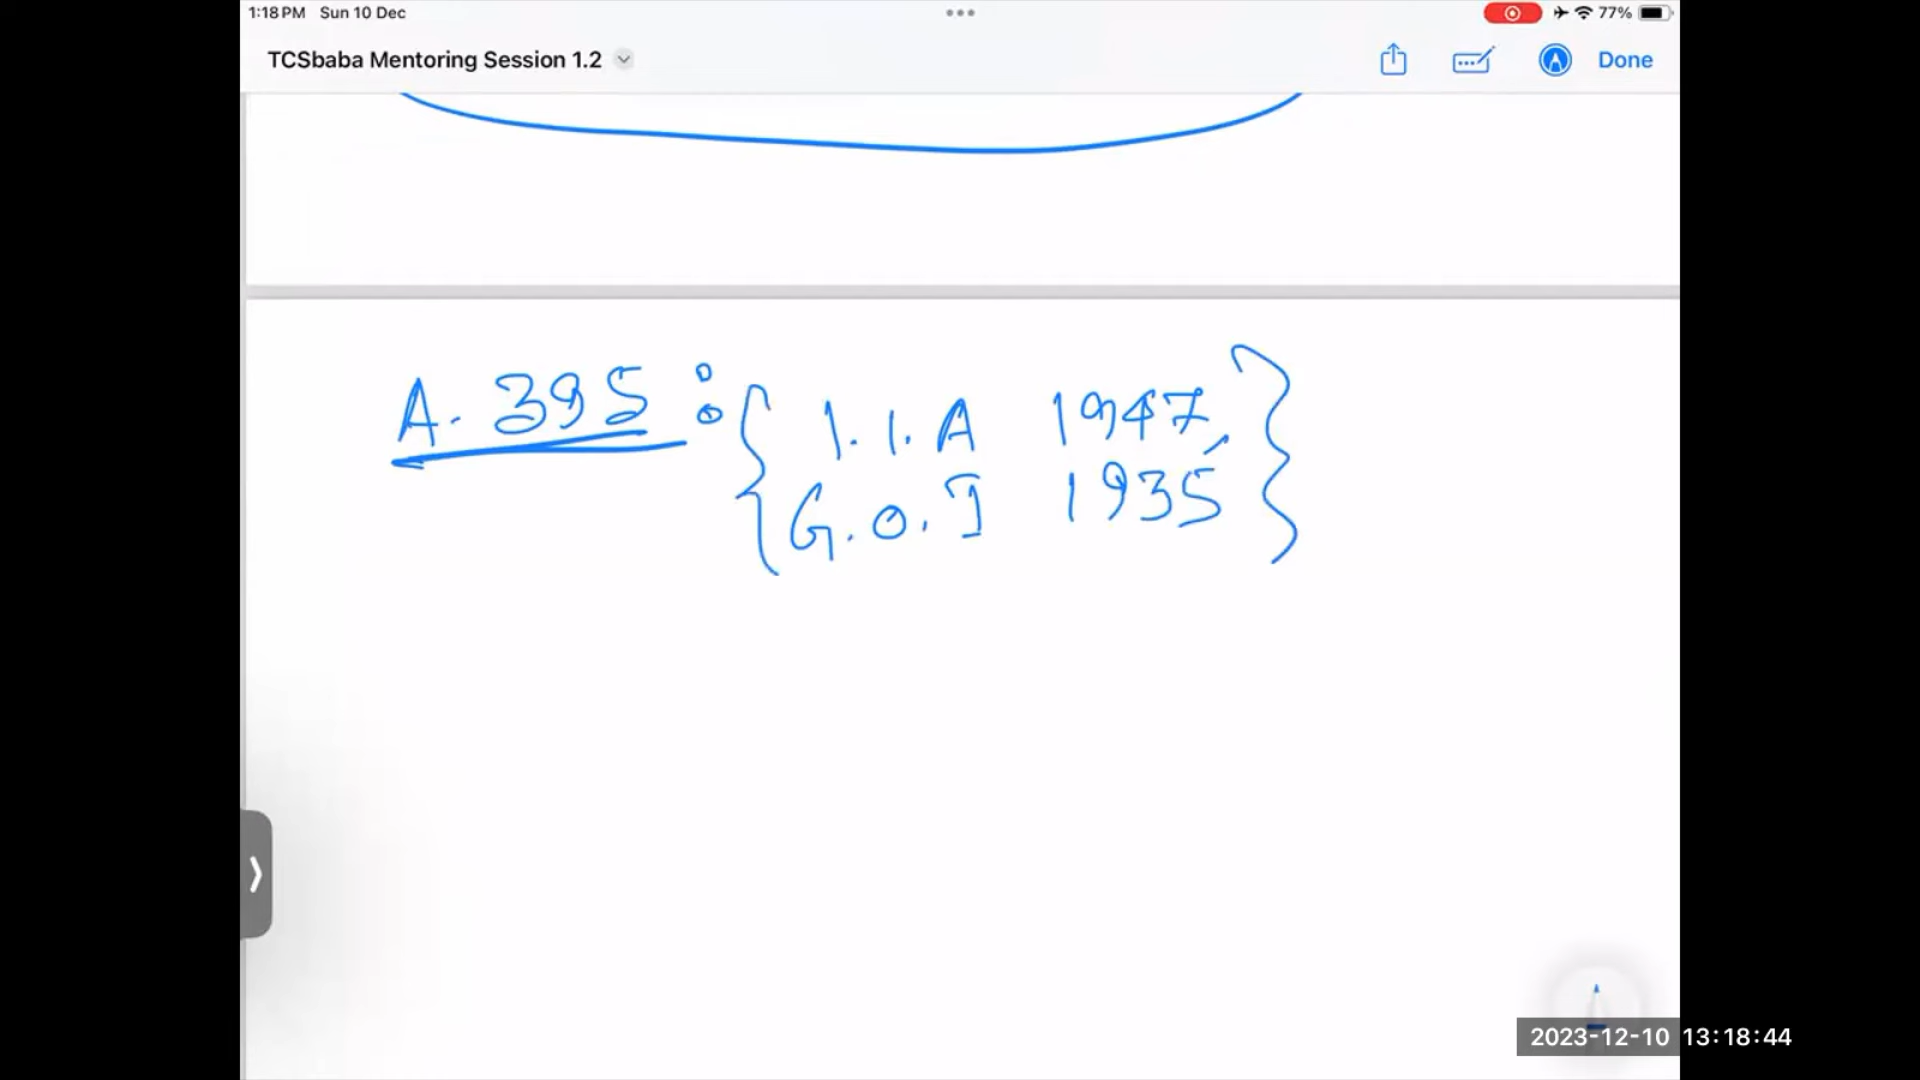 1:18 PM Sun 10 Dec
77%
TCSbaba Mentoring Session 1.2
Done
A. 395 : { I.I.A 1947, }
{ G.O.I 1935 }
2023-12-10 13:18:44